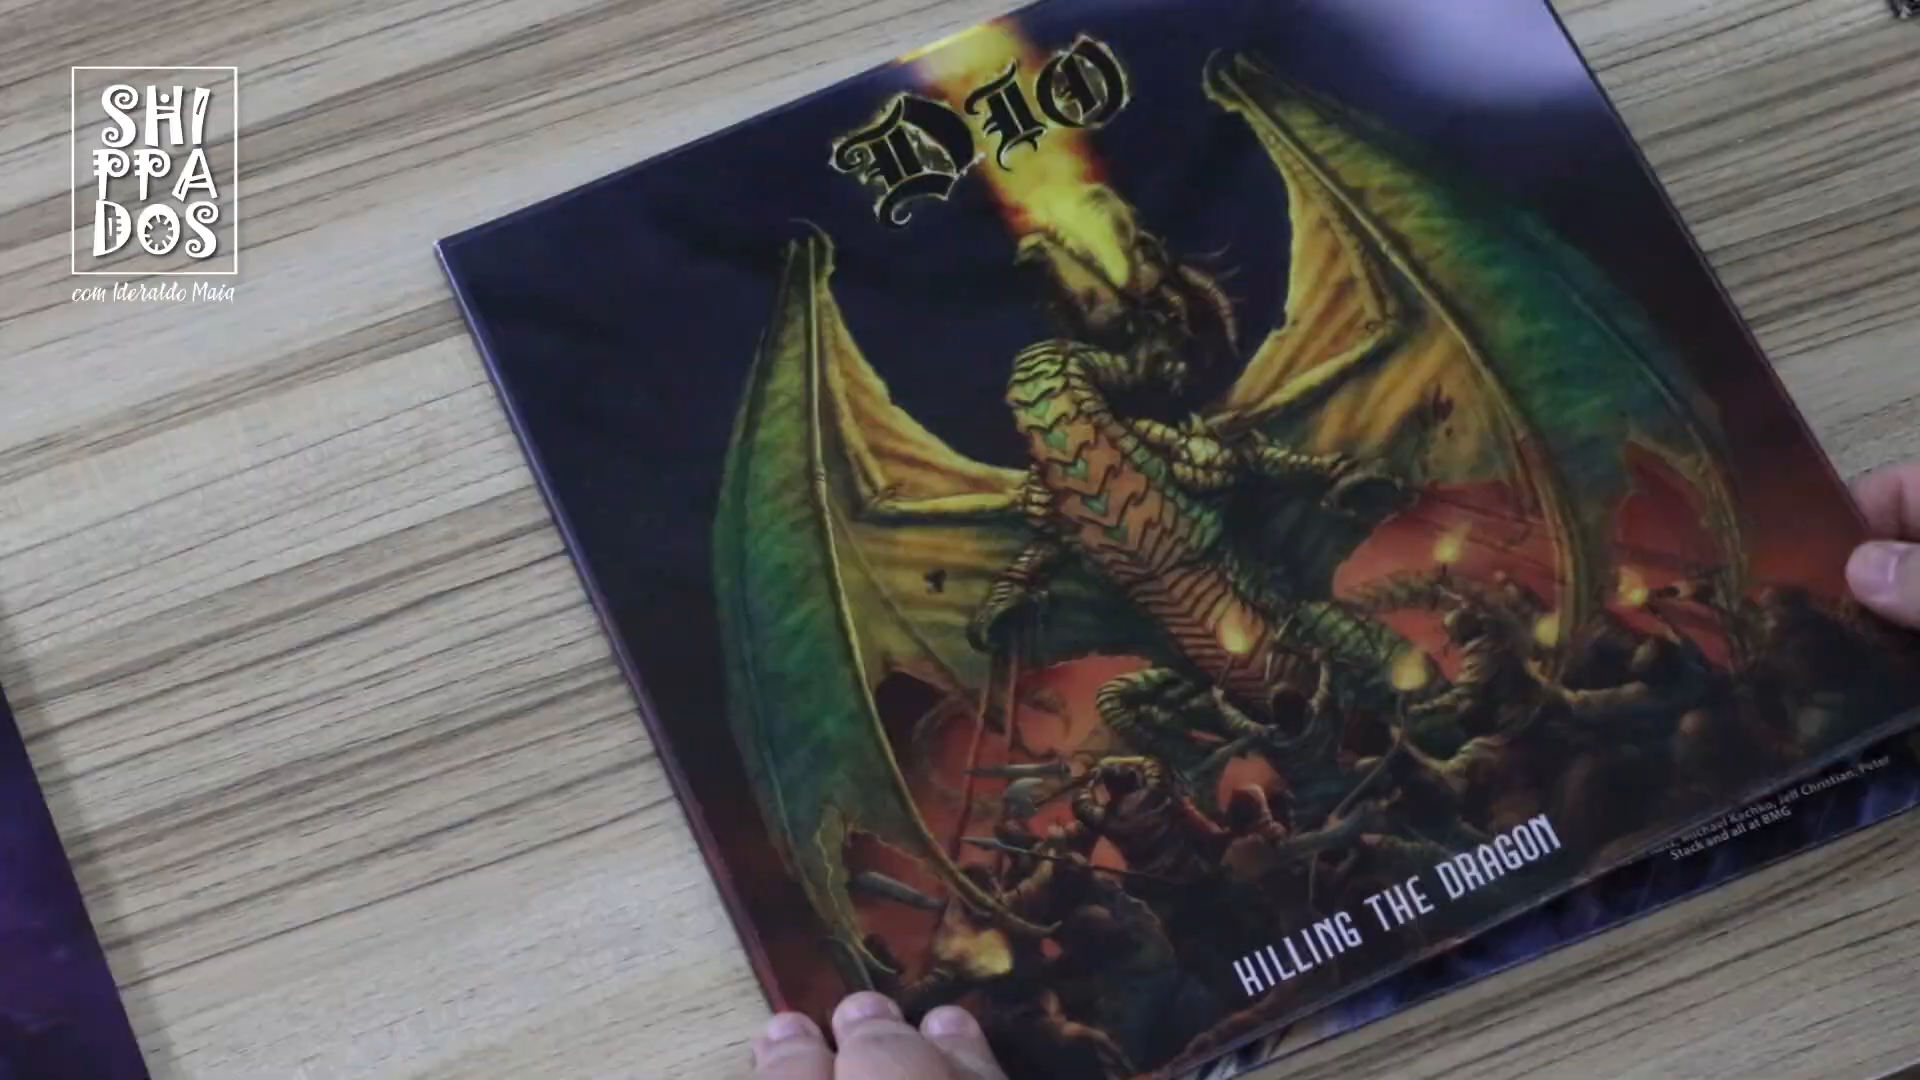 SHI
PPA
DOS
com Ideraldo Maia
DIO
KILLING THE DRAGON
Michael Kachko, Jeff Christian, Peter
Stack and all at BMG